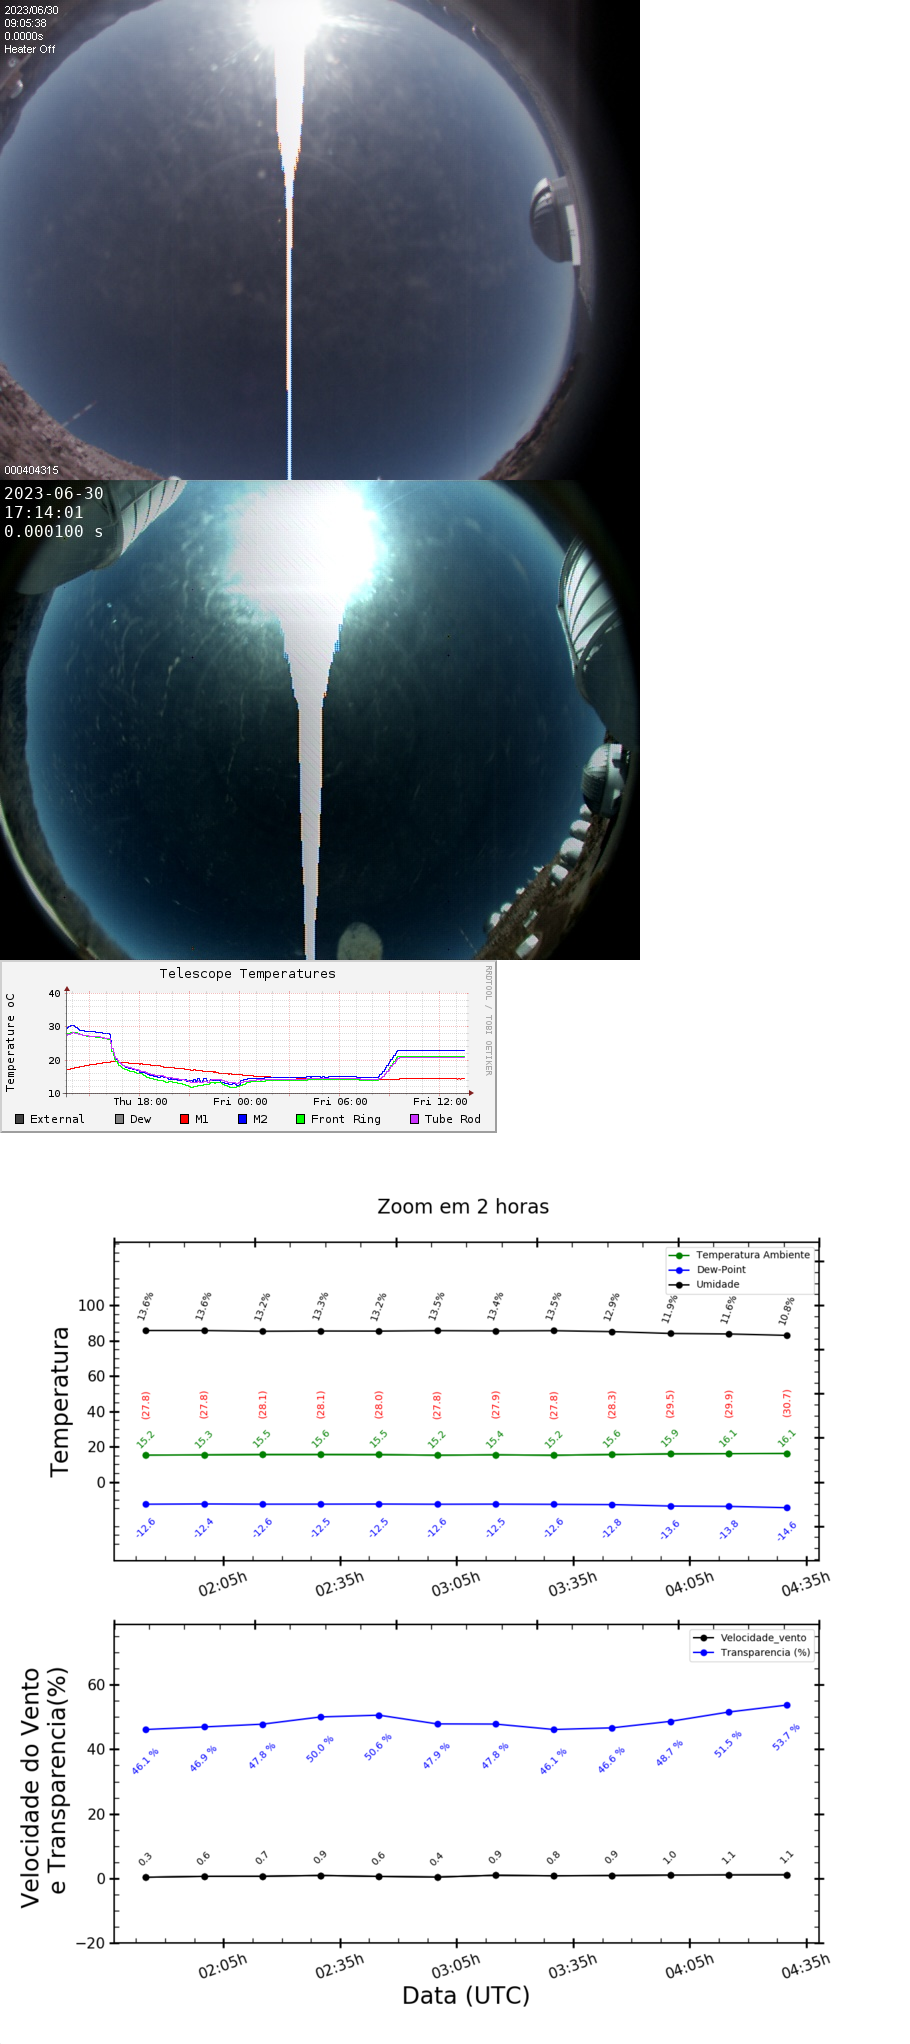 2023/06/30
09:05:38
0.0000s
Heater Off
000404315
2023-06-30
17:14:01
0.000100 s
Telescope Temperatures
RRDTOOL / TOBI OETIKER
Temperature oC
40
30
20
10
Thu 18:00 Fri 00:00 Fri 06:00 Fri 12:00
External Dew M1 M2 Front Ring Tube Rod
Zoom em 2 horas
Temperatura Ambiente
Dew-Point
Umidade
Temperatura
100
80
60
40
20
0
13.6% 13.6% 13.2% 13.3% 13.2% 13.5% 13.4% 13.5% 12.9% 11.9% 11.6% 10.8%
(27.8) (27.8) (28.1) (28.1) (28.0) (27.8) (27.9) (27.8) (28.3) (29.5) (29.9) (30.7)
15.2 15.3 15.5 15.6 15.5 15.2 15.4 15.2 15.6 15.9 16.1 16.1
-12.6 -12.4 -12.6 -12.5 -12.5 -12.6 -12.5 -12.6 -12.8 -13.6 -13.8 -14.6
02:05h 02:35h 03:05h 03:35h 04:05h 04:35h
Velocidade_vento
Transparencia (%)
Velocidade do Vento
e Transparencia(%)
60
40
20
0
−20
46.1 % 46.9 % 47.8 % 50.0 % 50.6 % 47.9 % 47.8 % 46.1 % 46.6 % 48.7 % 51.5 % 53.7 %
0.3 0.6 0.7 0.9 0.6 0.4 0.9 0.8 0.9 1.0 1.1 1.1
02:05h 02:35h 03:05h 03:35h 04:05h 04:35h
Data (UTC)